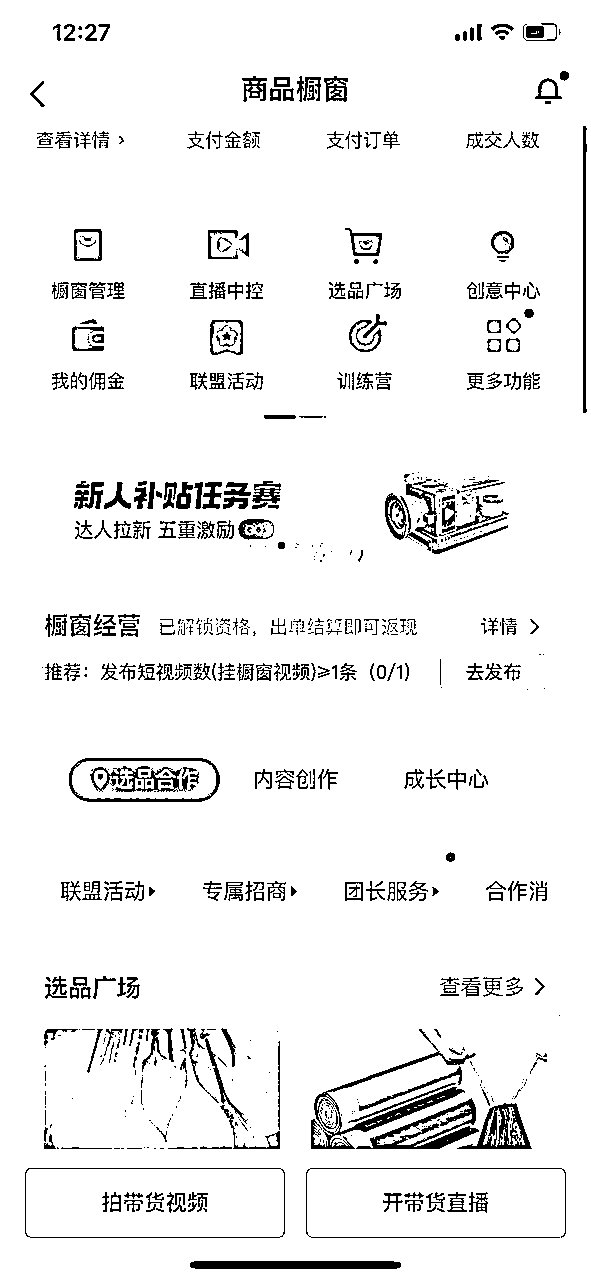 12:27
商品橱窗
查看详情 支付金额 支付订单 成交人数
橱窗管理 直播中控 选品广场 创意中心
我的佣金 联盟活动 训练营 更多功能
新人补贴任务赛
达人拉新 五重激励
橱窗经营 已解锁资格，出单结算即可返现 详情
推荐：发布短视频数(挂橱窗视频)≥1条（0/1） 去发布
选品合作 内容创作 成长中心
联盟活动 专属招商 团长服务 合作消
选品广场 查看更多
拍带货视频 开带货直播